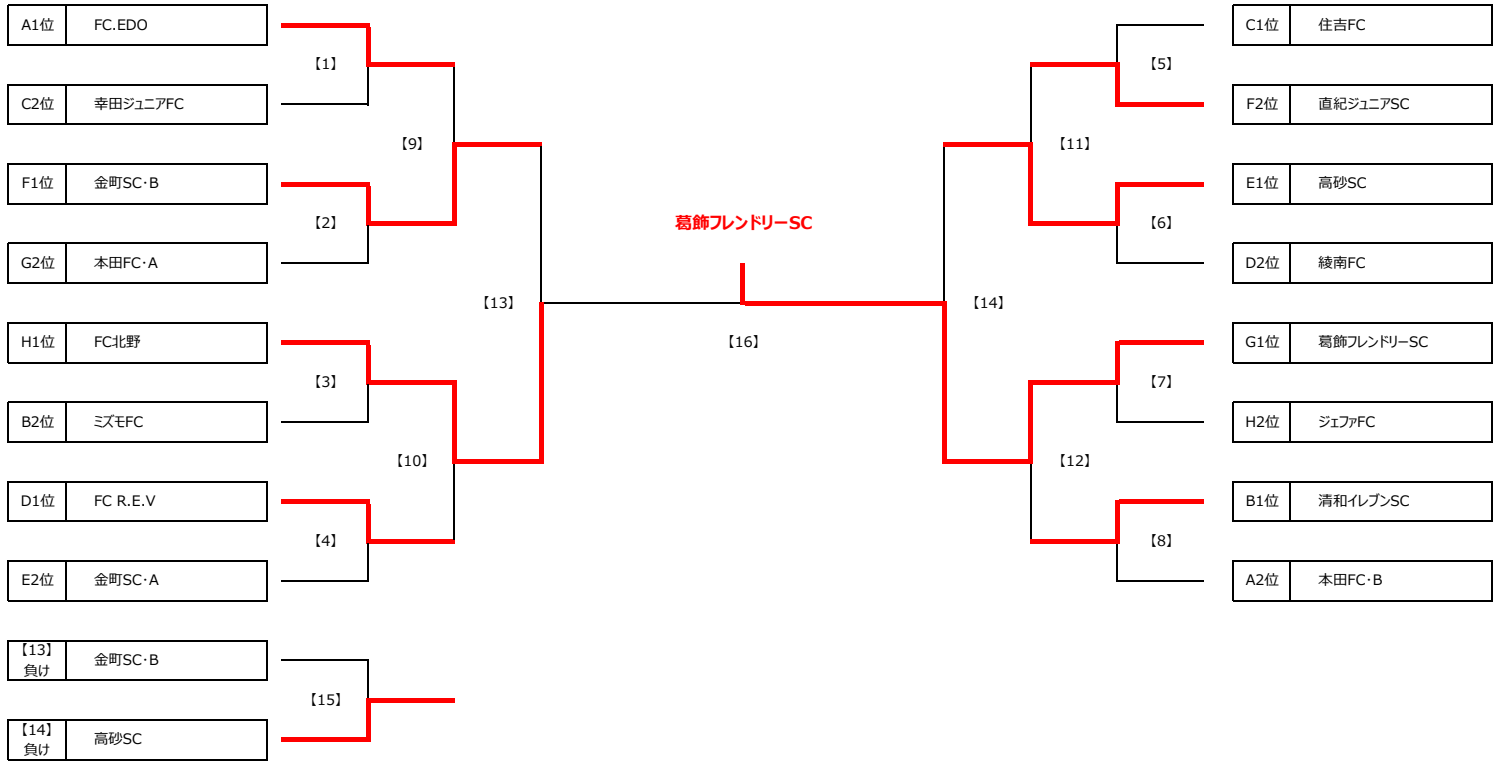 A1位 FC.EDO
【1】
C2位 幸田ジュニアFC
【9】
F1位 金町SC・B
【2】
G2位 本田FC・A
【13】
H1位 FC北野
【3】
B2位 ミズモFC
【10】
D1位 FC R.E.V
【4】
E2位 金町SC・A
【13】
負け
金町SC・B
【15】
【14】
負け
高砂SC
葛飾フレンドリーSC
【16】
C1位 住吉FC
【5】
F2位 直紀ジュニアSC
【11】
E1位 高砂SC
【6】
D2位 綾南FC
【14】
G1位 葛飾フレンドリーSC
【7】
H2位 ジェファFC
【12】
B1位 清和イレブンSC
【8】
A2位 本田FC・B